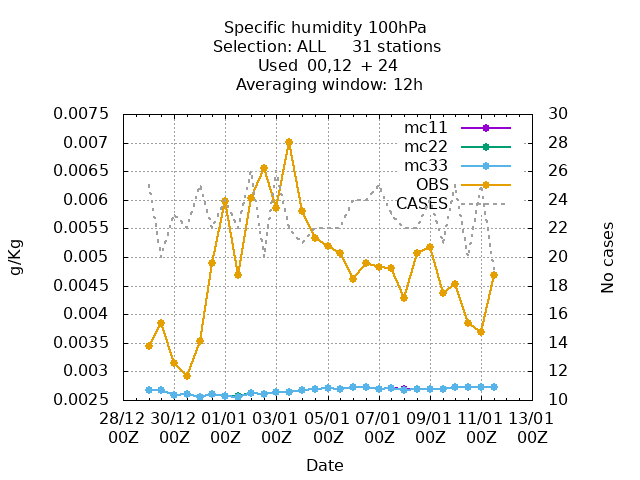 Specific humidity 100hPa
Selection: ALL 31 stations
Used 00,12 + 24
Averaging window: 12h
0.0075
0.007
0.0065
0.006
0.0055
0.005
0.0045
0.004
0.0035
0.003
0.0025
g/Kg
30
28
26
24
22
20
18
16
14
12
10
No cases
mc11
mc22
mc33
OBS
CASES
28/12 30/12 01/01 03/01 05/01 07/01 09/01 11/01 13/01
00Z 00Z 00Z 00Z 00Z 00Z 00Z 00Z 00Z
Date